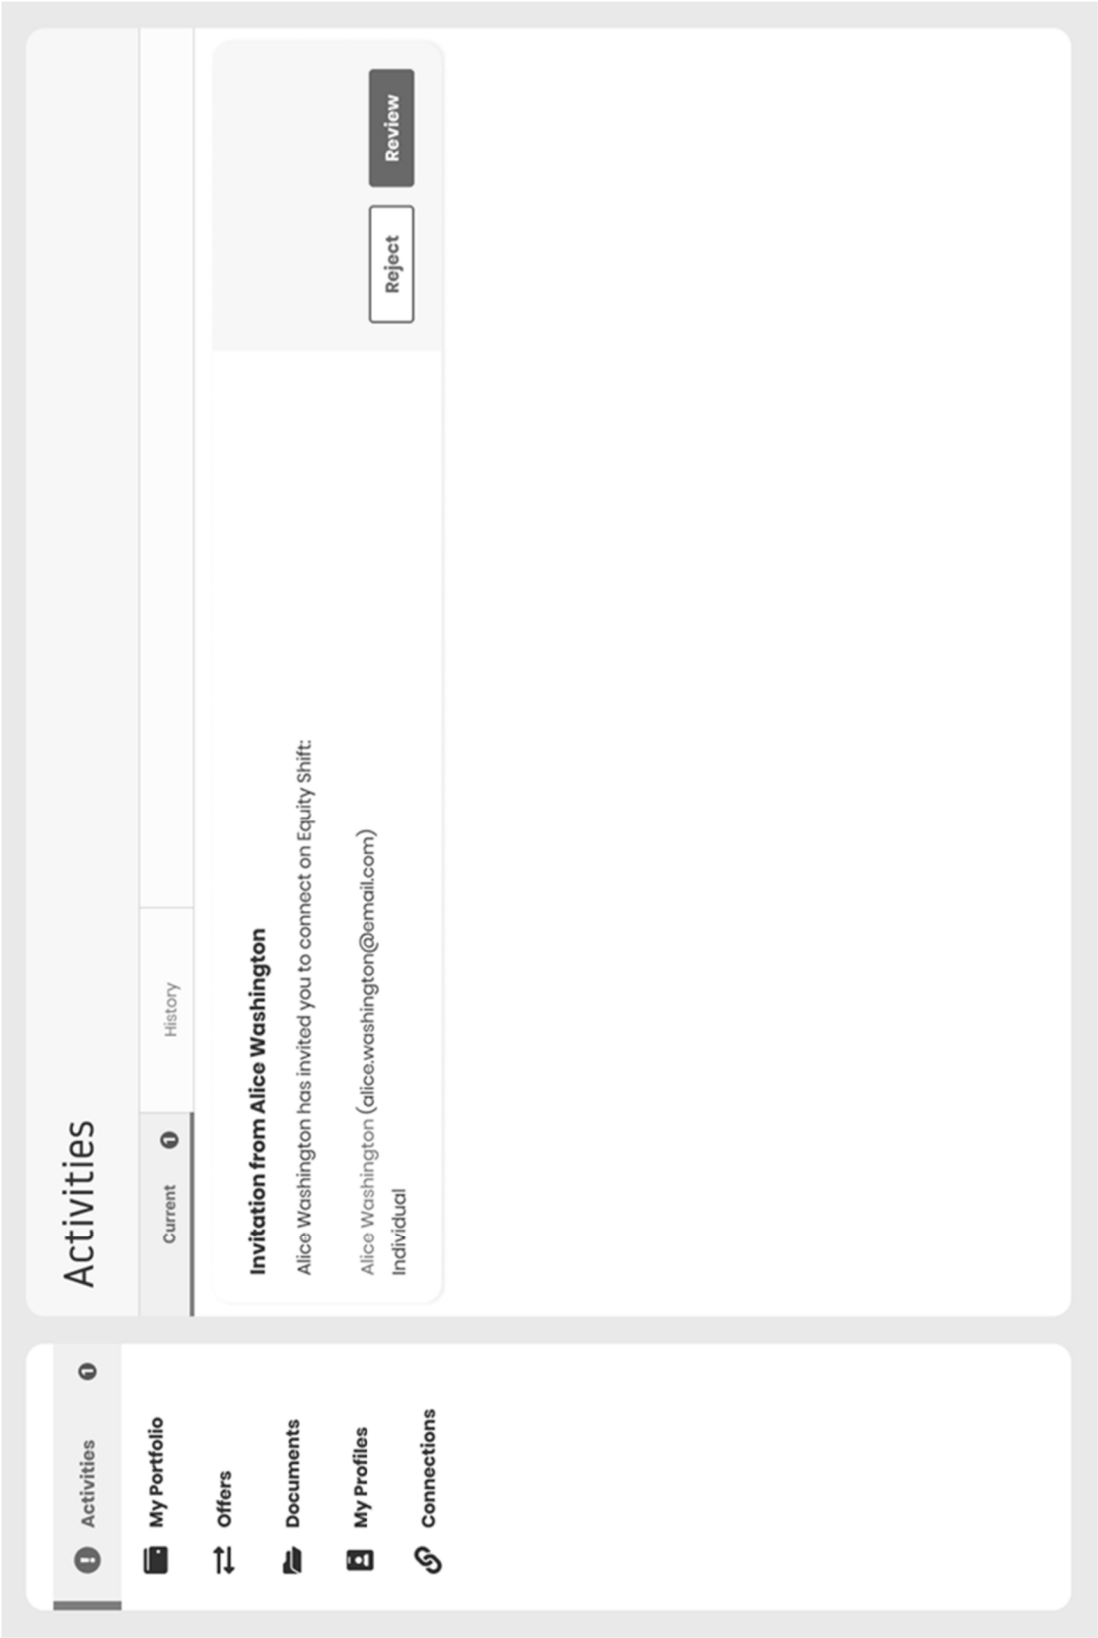 Activities 1
My Portfolio
Offers
Documents
My Profiles
Connections
Activities
Current 1
History
Invitation from Alice Washington
Alice Washington has invited you to connect on Equity Shift:
Alice Washington (alice.washington@email.com)
Individual
Reject
Review